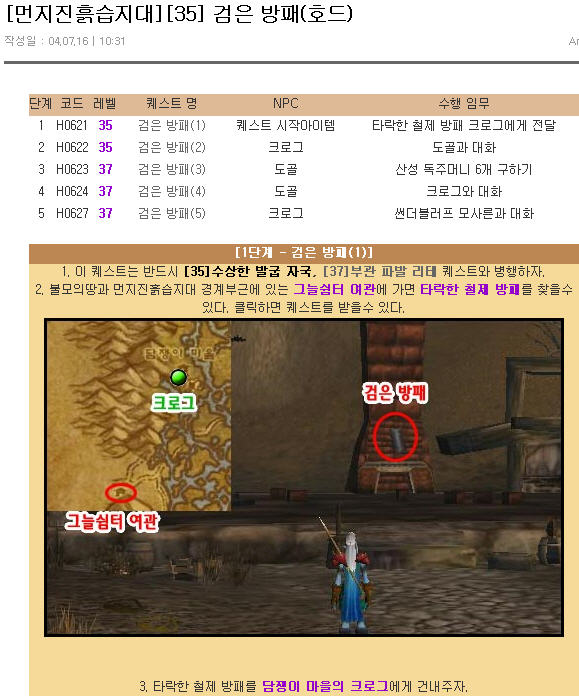 [먼지진흙습지대][35] 검은 방패(호드)
작성일 : 04.07.16 | 10:31
단계 코드 레벨 퀘스트 명 NPC 수행 임무
1 H0621 35 검은 방패(1) 퀘스트 시작아이템 타락한 철제 방패 크로그에게 전달
2 H0622 35 검은 방패(2) 크로그 도골과 대화
3 H0623 37 검은 방패(3) 도골 산성 독주머니 6개 구하기
4 H0624 37 검은 방패(4) 도골 크로그와 대화
5 H0627 37 검은 방패(5) 크로그 썬더블러프 모사른과 대화
[1단계 - 검은 방패(1)]
1. 이 퀘스트는 반드시 [35]수상한 발굽 자국, [37]부관 파발 리테 퀘스트와 병행하자.
2. 불모의땅과 먼지진흙습지대 경계부근에 있는 그늘쉼터 여관에 가면 타락한 철제 방패를 찾을수
있다. 클릭하면 퀘스트를 받을수 있다.
담쟁이 마을
크로그
검은 방패
그늘쉼터 여관
3. 타락한 철제 방패를 담쟁이 마을의 크로그에게 건내주자.